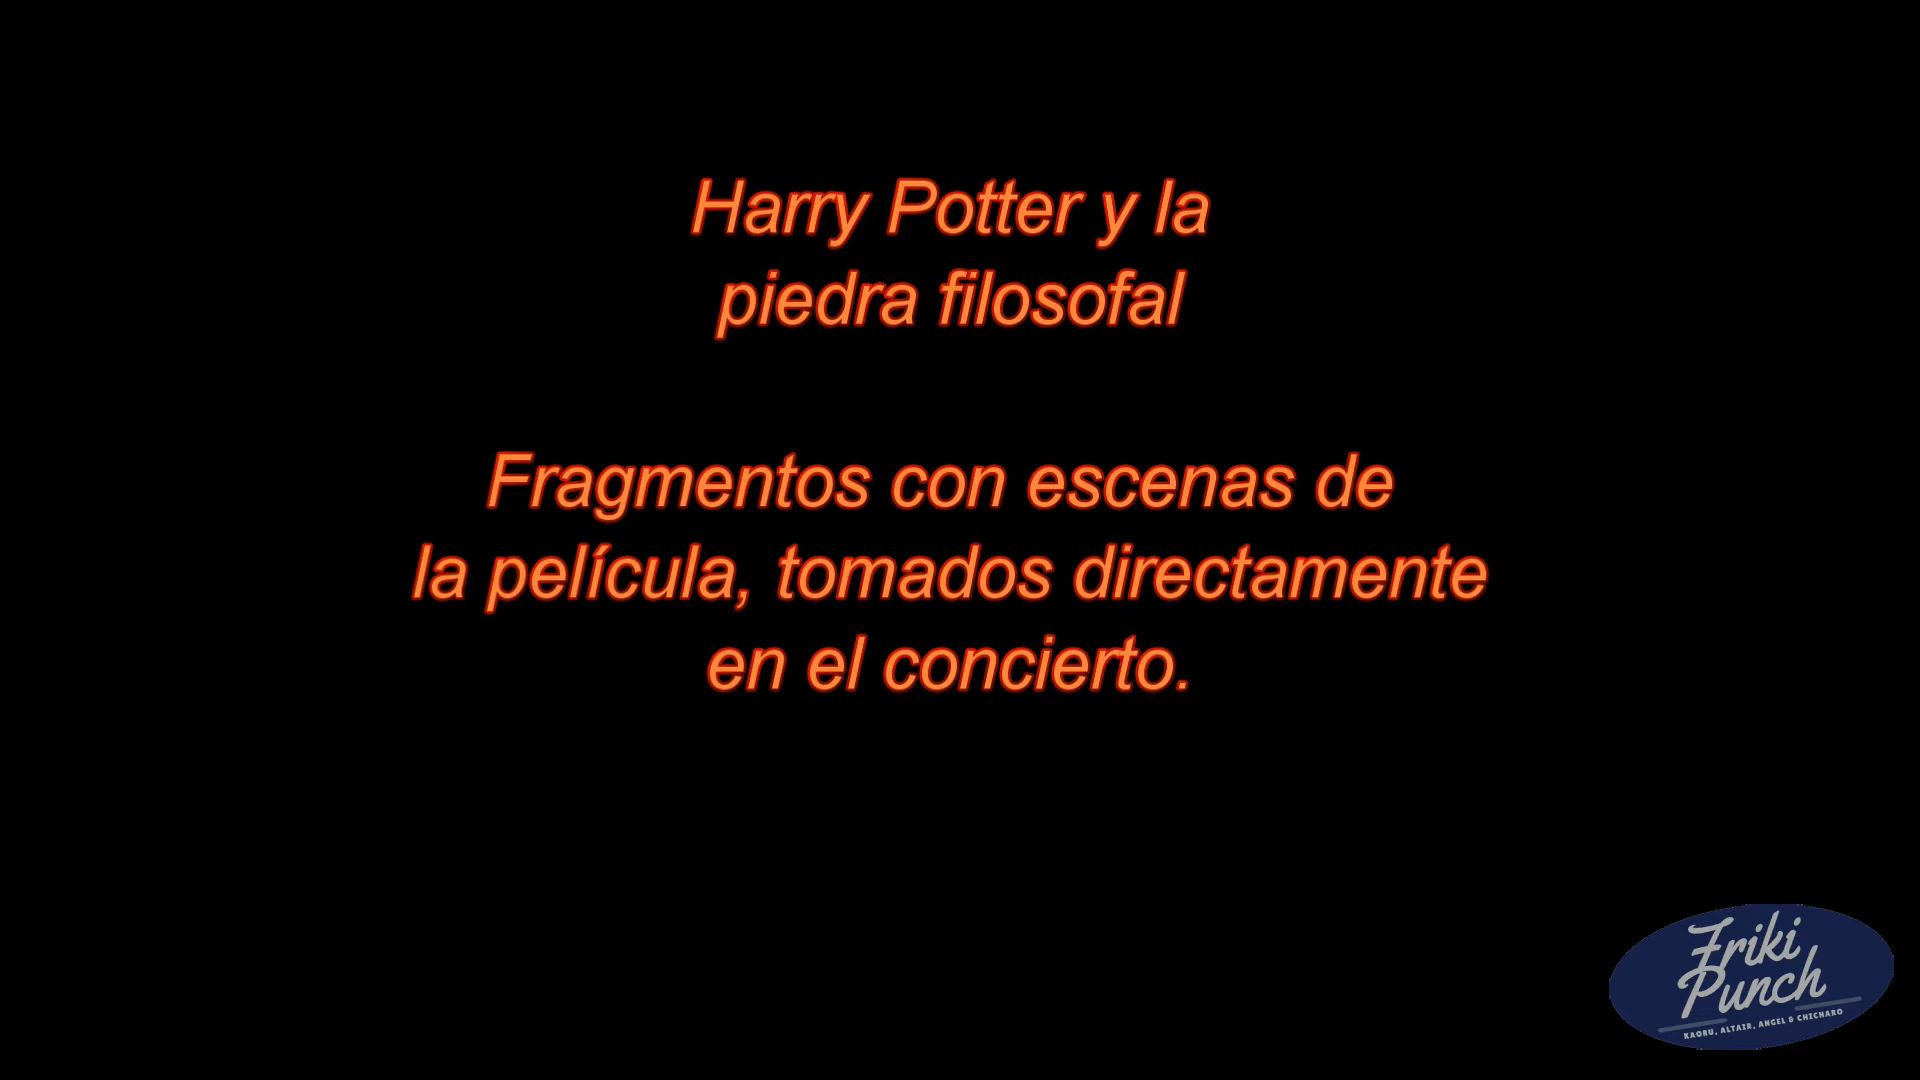 Harry Potter y la
piedra filosofal
Fragmentos con escenas de
la película, tomados directamente
en el concierto.
Friki
Punch
KAORU, ALTAIR, ANGEL & CHICHARO